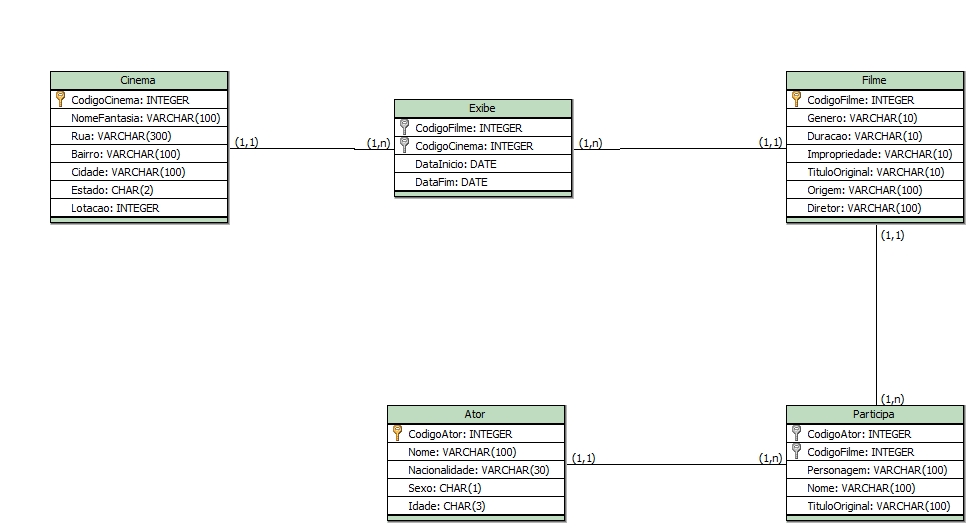 Cinema
CodigoCinema: INTEGER
NomeFantasia: VARCHAR(100)
Rua: VARCHAR(300)
Bairro: VARCHAR(100)
Cidade: VARCHAR(100)
Estado: CHAR(2)
Lotacao: INTEGER
(1,1)
(1,n)
Exibe
CodigoFilme: INTEGER
CodigoCinema: INTEGER
DataInicio: DATE
DataFim: DATE
(1,n)
(1,1)
Filme
CodigoFilme: INTEGER
Genero: VARCHAR(10)
Duracao: VARCHAR(10)
Impropriedade: VARCHAR(10)
TituloOriginal: VARCHAR(10)
Origem: VARCHAR(100)
Diretor: VARCHAR(100)
(1,1)
(1,n)
Ator
CodigoAtor: INTEGER
Nome: VARCHAR(100)
Nacionalidade: VARCHAR(30)
Sexo: CHAR(1)
Idade: CHAR(3)
(1,1)
(1,n)
Participa
CodigoAtor: INTEGER
CodigoFilme: INTEGER
Personagem: VARCHAR(100)
Nome: VARCHAR(100)
TituloOriginal: VARCHAR(100)